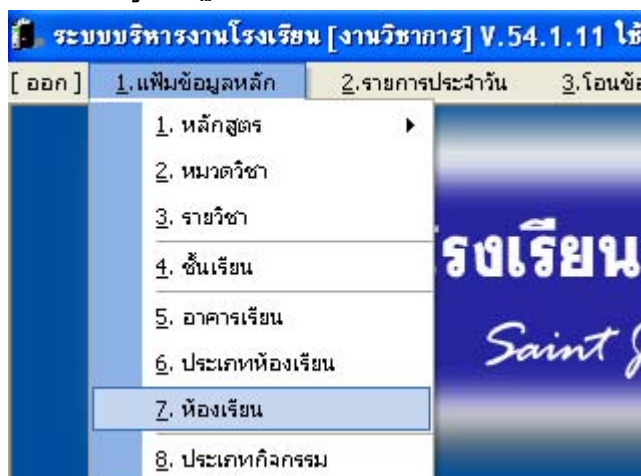 ระบบบริหารงานโรงเรียน [งานวิชาการ] V.54.1.11 ใช้
[ ออก ] 1.แฟ้มข้อมูลหลัก 2.รายการประจำวัน 3.โอนข้อ
1. หลักสูตร
2. หมวดวิชา
3. รายวิชา
4. ชั้นเรียน
รงเรียน
5. อาคารเรียน
Saint
6. ประเภทห้องเรียน
7. ห้องเรียน
8. ประเภทกิจกรรม